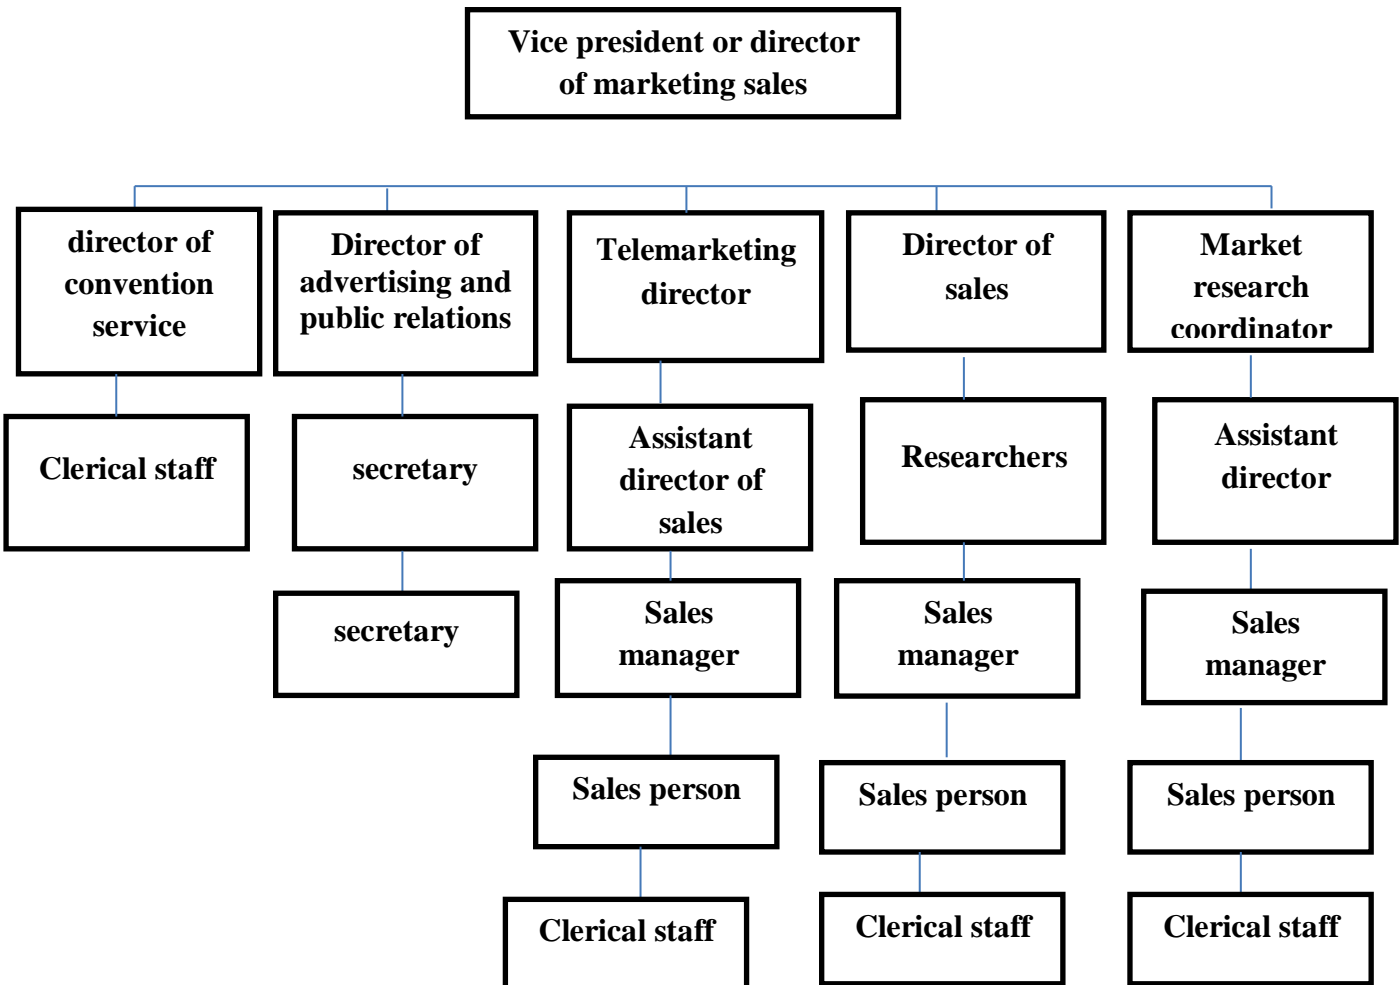 Vice president or director
of marketing sales
director of
convention
service
Director of
advertising and
public relations
Telemarketing
director
Director of
sales
Market
research
coordinator
Clerical staff
secretary
Assistant
director of
sales
Researchers
Assistant
director
secretary
Sales
manager
Sales
manager
Sales
manager
Sales person
Sales person
Sales person
Clerical staff
Clerical staff
Clerical staff